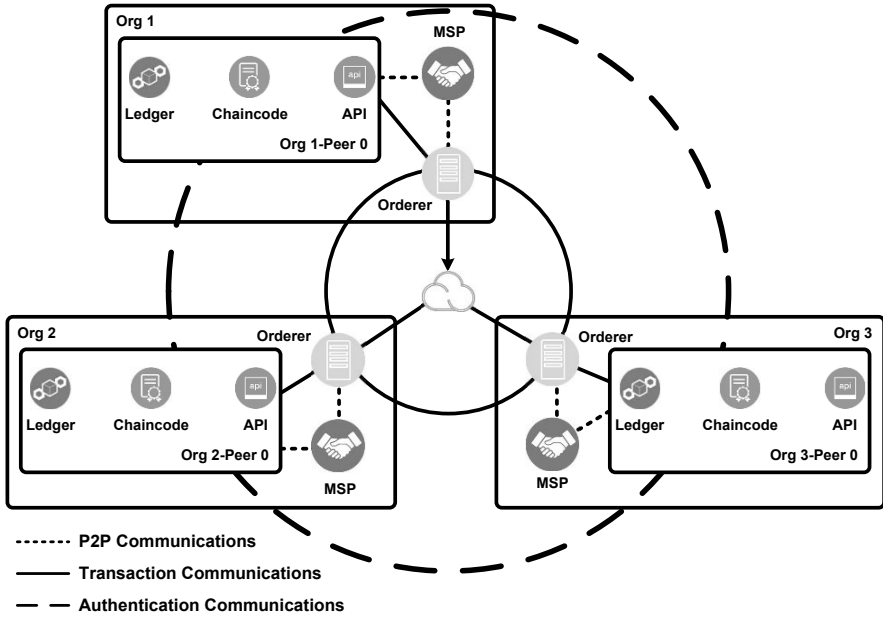 Org 1
MSP
api
Ledger
Chaincode
API
Org 1-Peer 0
Orderer
Org 2
Orderer
api
Ledger
Chaincode
API
Org 2-Peer 0
MSP
Orderer
Org 3
api
Ledger
Chaincode
API
Org 3-Peer 0
MSP
P2P Communications
Transaction Communications
Authentication Communications